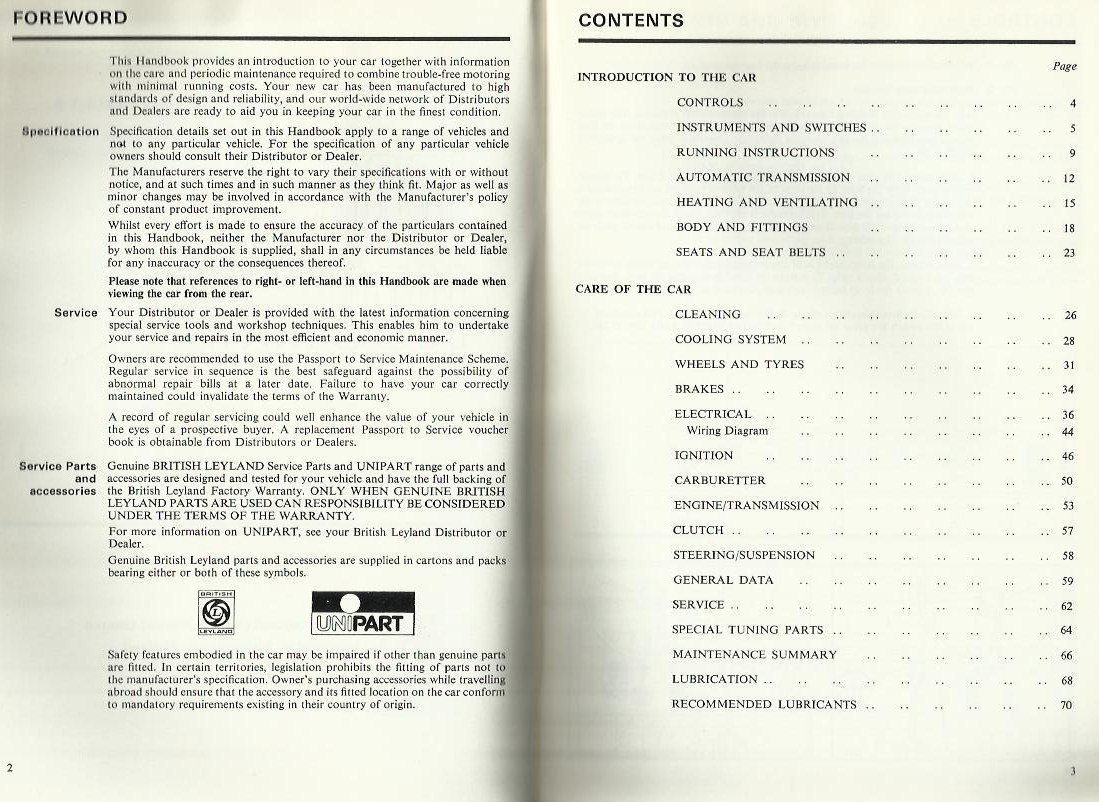 FOREWORD
This Handbook provides an introduction to your car together with information
on the care and periodic maintenance required to combine trouble-free motoring
with minimal running costs. Your new car has been manufactured to high
standards of design and reliability, and our world-wide network of Distributors
and Dealers are ready to aid you in keeping your car in the finest condition.
Specification Specification details set out in this Handbook apply to a range of vehicles and
not to any particular vehicle. For the specification of any particular vehicle
owners should consult their Distributor or Dealer.
The Manufacturers reserve the right to vary their specifications with or without
notice, and at such times and in such manner as they think fit. Major as well as
minor changes may be involved in accordance with the Manufacturer's policy
of constant product improvement.
Whilst every effort is made to ensure the accuracy of the particulars contained
in this Handbook, neither the Manufacturer nor the Distributor or Dealer,
by whom this Handbook is supplied, shall in any circumstances be held liable
for any inaccuracy or the consequences thereof.
Please note that references to right- or left-hand in this Handbook are made when
viewing the car from the rear.
Service Your Distributor or Dealer is provided with the latest information concerning
special service tools and workshop techniques. This enables him to undertake
your service and repairs in the most efficient and economic manner.
Owners are recommended to use the Passport to Service Maintenance Scheme.
Regular service in sequence is the best safeguard against the possibility of
abnormal repair bills at a later date. Failure to have your car correctly
maintained could invalidate the terms of the Warranty.
A record of regular servicing could well enhance the value of your vehicle in
the eyes of a prospective buyer. A replacement Passport to Service voucher
book is obtainable from Distributors or Dealers.
Service Parts Genuine BRITISH LEYLAND Service Parts and UNIPART range of parts and
and accessories are designed and tested for your vehicle and have the full backing of
accessories the British Leyland Factory Warranty. ONLY WHEN GENUINE BRITISH
LEYLAND PARTS ARE USED CAN RESPONSIBILITY BE CONSIDERED
UNDER THE TERMS OF THE WARRANTY.
For more information on UNIPART, see your British Leyland Distributor or
Dealer.
Genuine British Leyland parts and accessories are supplied in cartons and packs
bearing either or both of these symbols.
BRITISH
L
LEYLAND
UNIPART
Safety features embodied in the car may be impaired if other than genuine parts
are fitted. In certain territories, legislation prohibits the fitting of parts not to
the manufacturer's specification. Owner's purchasing accessories while travelling
abroad should ensure that the accessory and its fitted location on the car conform
to mandatory requirements existing in their country of origin.
2
CONTENTS
Page
INTRODUCTION TO THE CAR
CONTROLS .. .. .. .. .. .. .. .. .. 4
INSTRUMENTS AND SWITCHES .. .. .. .. .. .. 5
RUNNING INSTRUCTIONS .. .. .. .. .. .. 9
AUTOMATIC TRANSMISSION .. .. .. .. .. .. 12
HEATING AND VENTILATING .. .. .. .. .. .. 15
BODY AND FITTINGS .. .. .. .. .. .. 18
SEATS AND SEAT BELTS .. .. .. .. .. .. .. 23
CARE OF THE CAR
CLEANING .. .. .. .. .. .. .. .. .. 26
COOLING SYSTEM .. .. .. .. .. .. .. .. 28
WHEELS AND TYRES .. .. .. .. .. .. .. 31
BRAKES .. .. .. .. .. .. .. .. .. .. 34
ELECTRICAL .. .. .. .. .. .. .. .. .. 36
Wiring Diagram .. .. .. .. .. .. .. .. 44
IGNITION .. .. .. .. .. .. .. .. .. 46
CARBURETTER .. .. .. .. .. .. .. .. 50
ENGINE/TRANSMISSION .. .. .. .. .. .. .. 53
CLUTCH .. .. .. .. .. .. .. .. .. .. 57
STEERING/SUSPENSION .. .. .. .. .. .. .. 58
GENERAL DATA .. .. .. .. .. .. .. .. 59
SERVICE .. .. .. .. .. .. .. .. .. .. 62
SPECIAL TUNING PARTS .. .. .. .. .. .. .. 64
MAINTENANCE SUMMARY .. .. .. .. .. .. 66
LUBRICATION .. .. .. .. .. .. .. .. .. 68
RECOMMENDED LUBRICANTS .. .. .. .. .. .. 70
3